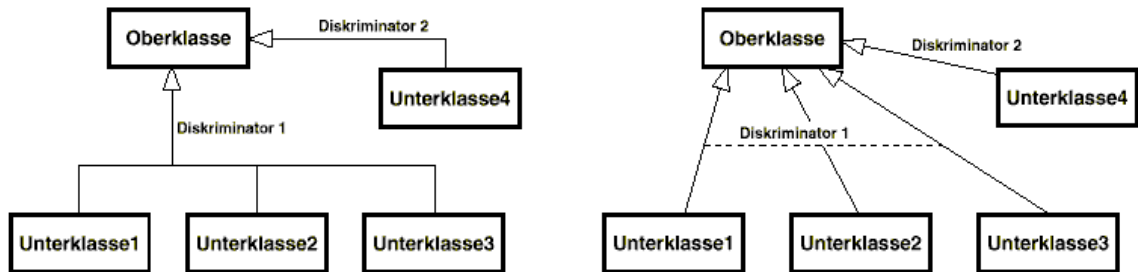 Oberklasse
Diskriminator 2
Unterklasse4
Diskriminator 1
Unterklasse1
Unterklasse2
Unterklasse3
Oberklasse
Diskriminator 2
Unterklasse4
Diskriminator 1
Unterklasse1
Unterklasse2
Unterklasse3